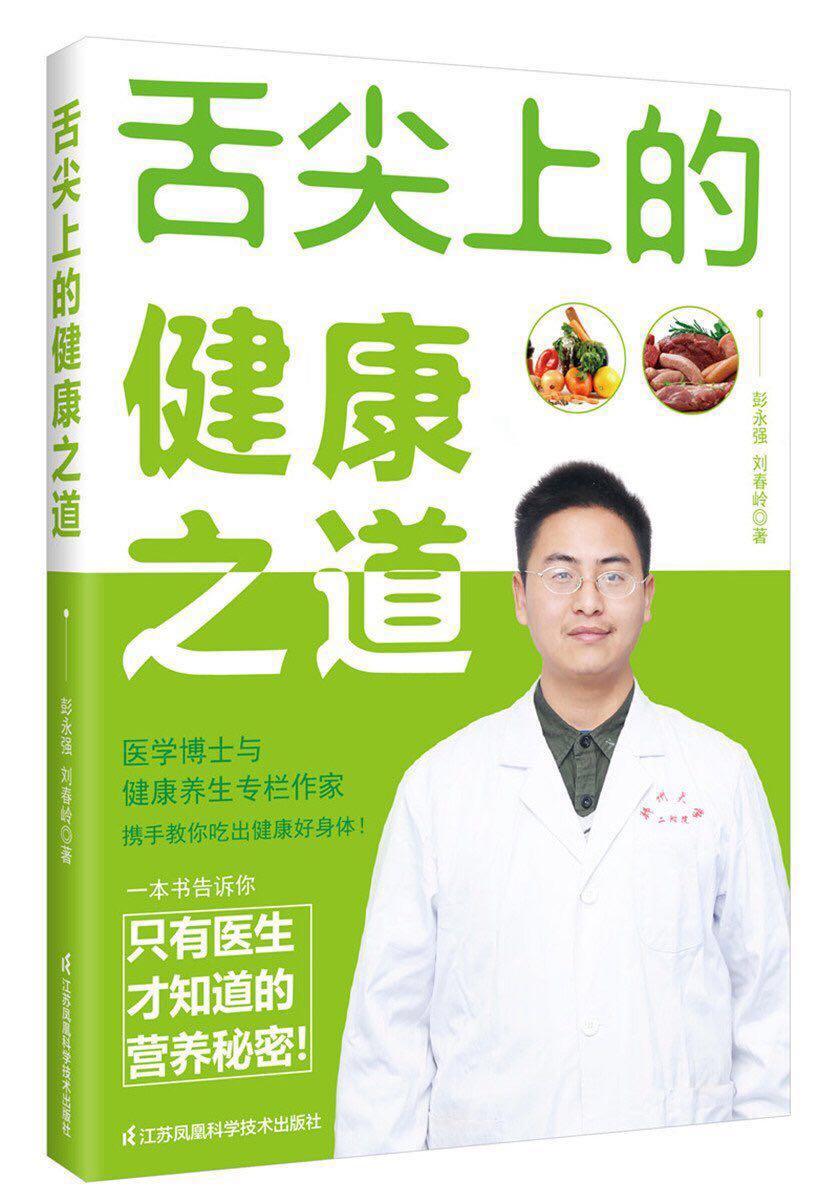 舌尖上的
健康
之道
彭永强 刘春岭◎著
医学博士与
健康养生专栏作家
携手教你吃出健康好身体！
一本书告诉你
只有医生
才知道的
营养秘密！
江苏凤凰科学技术出版社
二附院
舌尖上的健康之道
彭永强 刘春岭◎著
江苏凤凰科学技术出版社